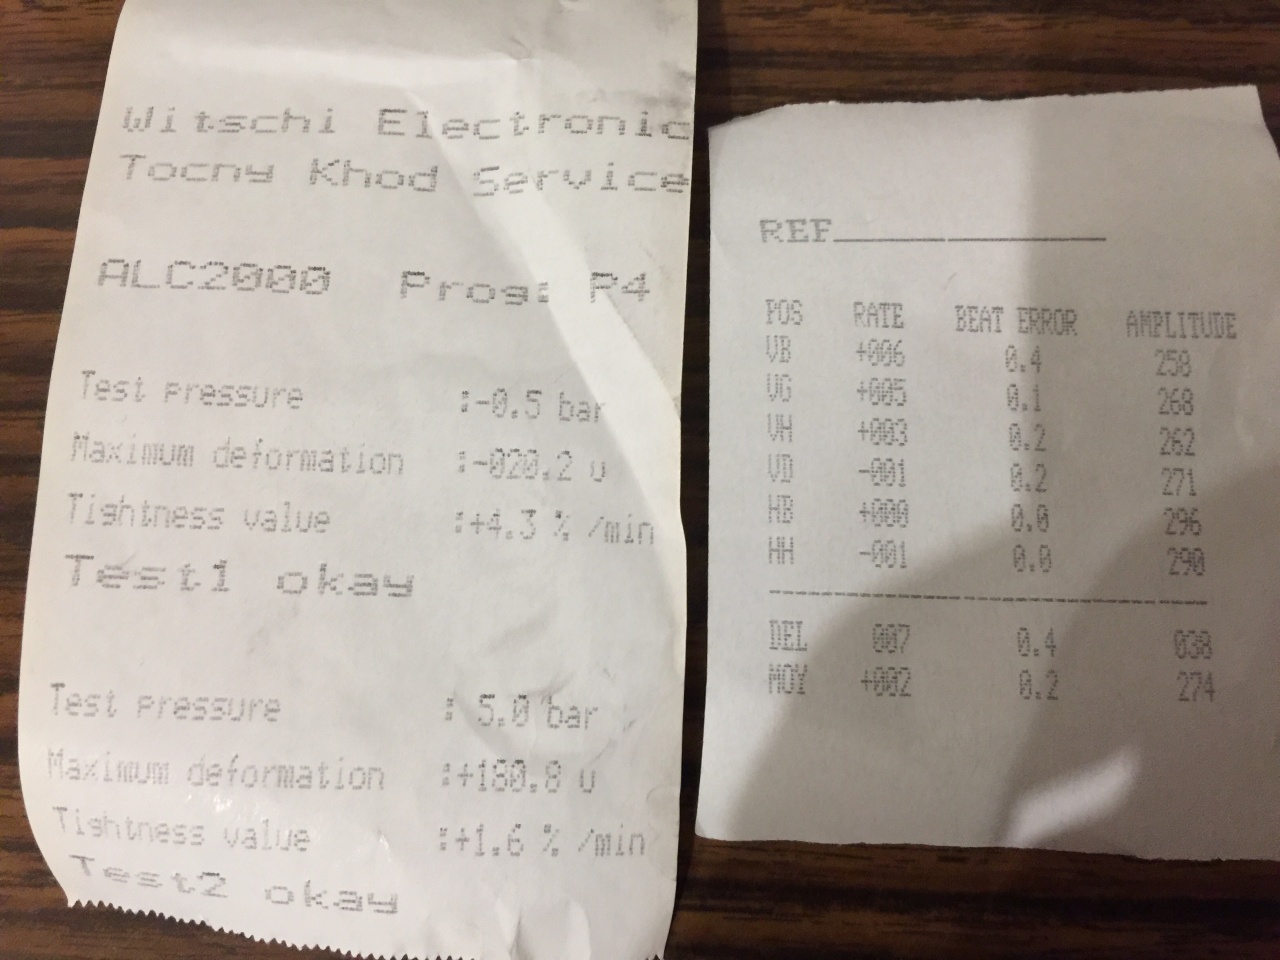 Witschi Electronic
Tocny Khod Service
ALC2000 Prog: P4
Test pressure :-0.5 bar
Maximum deformation :-020.2 u
Tightness value :+4.3 % /min
Test1 okay
Test pressure : 5.0 bar
Maximum deformation :+180.8 u
Tightness value :+1.6 % /min
Test2 okay
REF____________________
POS RATE BEAT ERROR AMPLITUDE
VB +006 0.4 258
VG +005 0.1 268
VH +003 0.2 262
VD -001 0.2 271
HB +000 0.0 296
HH -001 0.0 290
----------------------------------------
DEL 007 0.4 038
MOY +002 0.2 274